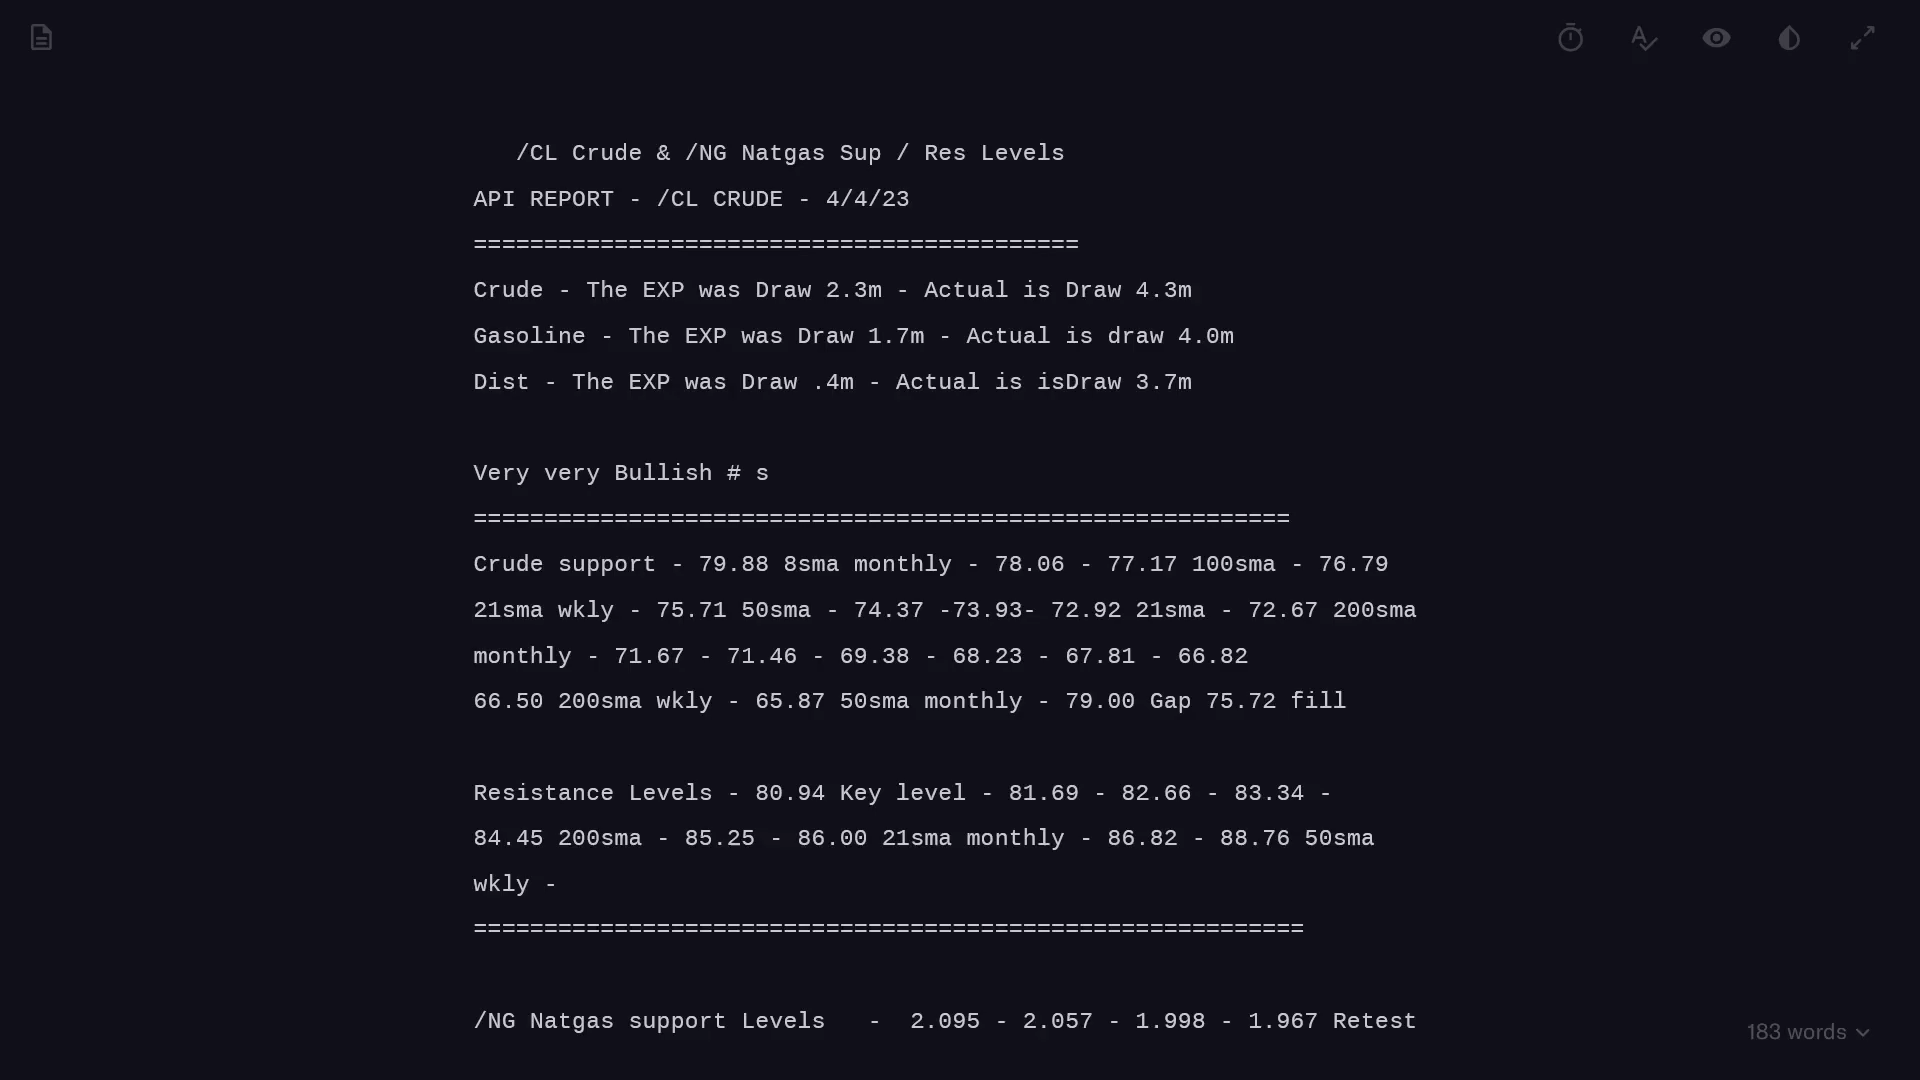 /CL Crude & /NG Natgas Sup / Res Levels
API REPORT - /CL CRUDE - 4/4/23
===========================================
Crude - The EXP was Draw 2.3m - Actual is Draw 4.3m
Gasoline - The EXP was Draw 1.7m - Actual is draw 4.0m
Dist - The EXP was Draw .4m - Actual is isDraw 3.7m
Very very Bullish # s
==========================================================
Crude support - 79.88 8sma monthly - 78.06 - 77.17 100sma - 76.79
21sma wkly - 75.71 50sma - 74.37 -73.93- 72.92 21sma - 72.67 200sma
monthly - 71.67 - 71.46 - 69.38 - 68.23 - 67.81 - 66.82
66.50 200sma wkly - 65.87 50sma monthly - 79.00 Gap 75.72 fill
Resistance Levels - 80.94 Key level - 81.69 - 82.66 - 83.34 -
84.45 200sma - 85.25 - 86.00 21sma monthly - 86.82 - 88.76 50sma
wkly -
===========================================================
/NG Natgas support Levels   -  2.095 - 2.057 - 1.998 - 1.967 Retest
183 words